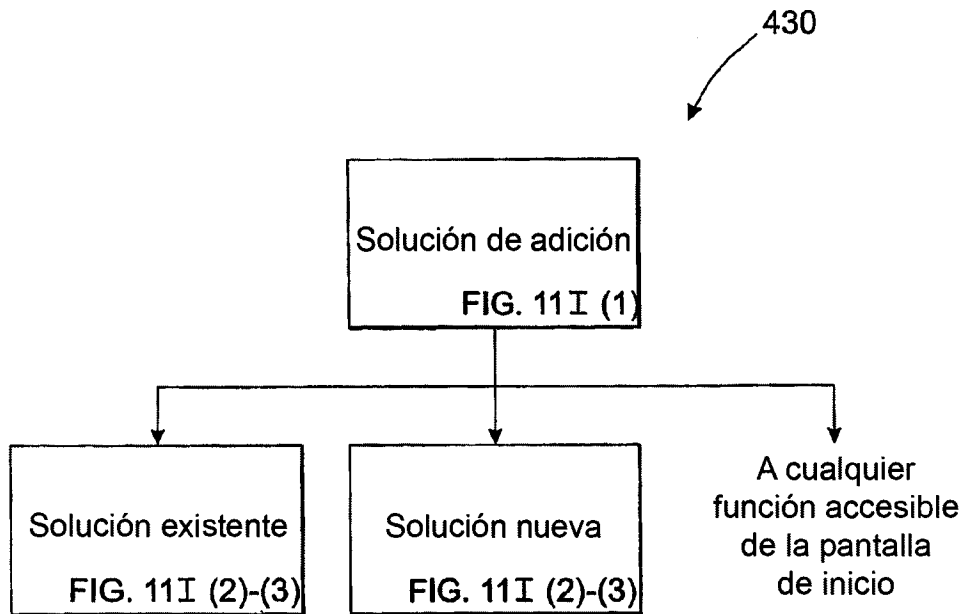 430
Solución de adición
FIG. 11I (1)
Solución existente
FIG. 11I (2)-(3)
Solución nueva
FIG. 11I (2)-(3)
A cualquier
función accesible
de la pantalla
de inicio